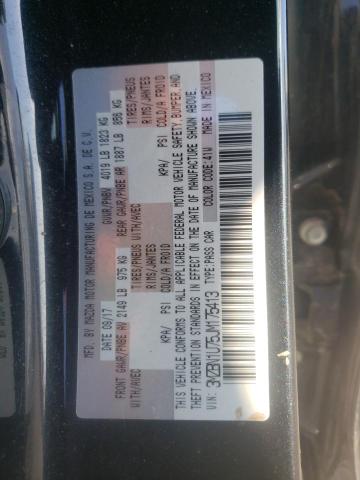 MFD. BY MAZDA MOTOR MANUFACTURING DE MEXICO S.A. DE C.V.
DATE: 09/17 GVWR/PNBV 4019 LB 1823 KG
FRONT GAWR/PNBE AV 2149 LB 975 KG REAR GAWR/PNBE AR 1887 LB 856 KG
WITH/AVEC TIRES/PNEUS WITH/AVEC TIRES/PNEUS
RIMS/JANTES RIMS/JANTES
KPA/ PSI COLD/A FROID KPA/ PSI COLD/A FROID
THIS VEHICLE CONFORMS TO ALL APPLICABLE FEDERAL MOTOR VEHICLE SAFETY, BUMPER, AND
THEFT PREVENTION STANDARDS IN EFFECT ON THE DATE OF MANUFACTURE SHOWN ABOVE.
VIN: 3MZBN1U75JM175413 TYPE: PASS CAR COLOR CODE: 41W MADE IN MEXICO